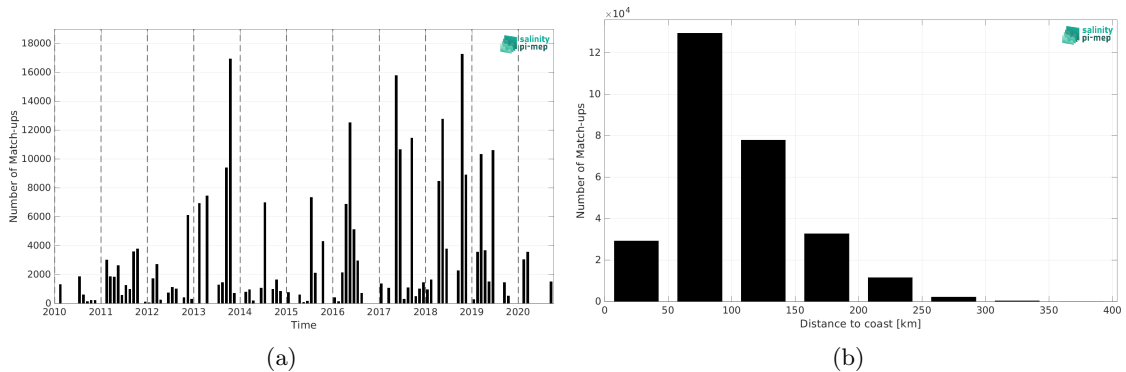 salinity
pi-mep
18000
16000
14000
12000
10000
8000
6000
4000
2000
0
Number of Match-ups
2010 2011 2012 2013 2014 2015 2016 2017 2018 2019 2020
Time
(a)
×10⁴
salinity
pi-mep
12
10
8
6
4
2
0
Number of Match-ups
0 50 100 150 200 250 300 350 400
Distance to coast [km]
(b)